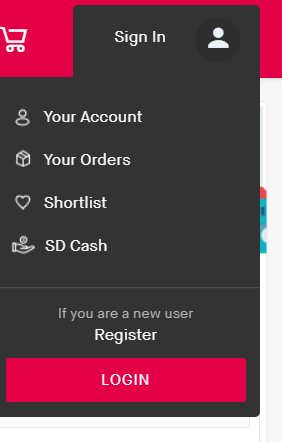 Sign In
Your Account
Your Orders
Shortlist
SD Cash
If you are a new user
Register
LOGIN